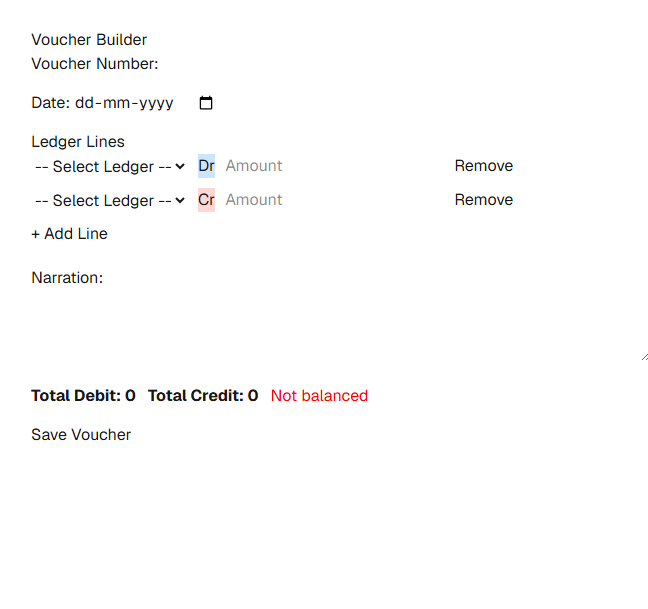 Voucher Builder
Voucher Number:
Date: dd-mm-yyyy
Ledger Lines
-- Select Ledger -- Dr Amount Remove
-- Select Ledger -- Cr Amount Remove
+ Add Line
Narration:
Total Debit: 0 Total Credit: 0 Not balanced
Save Voucher